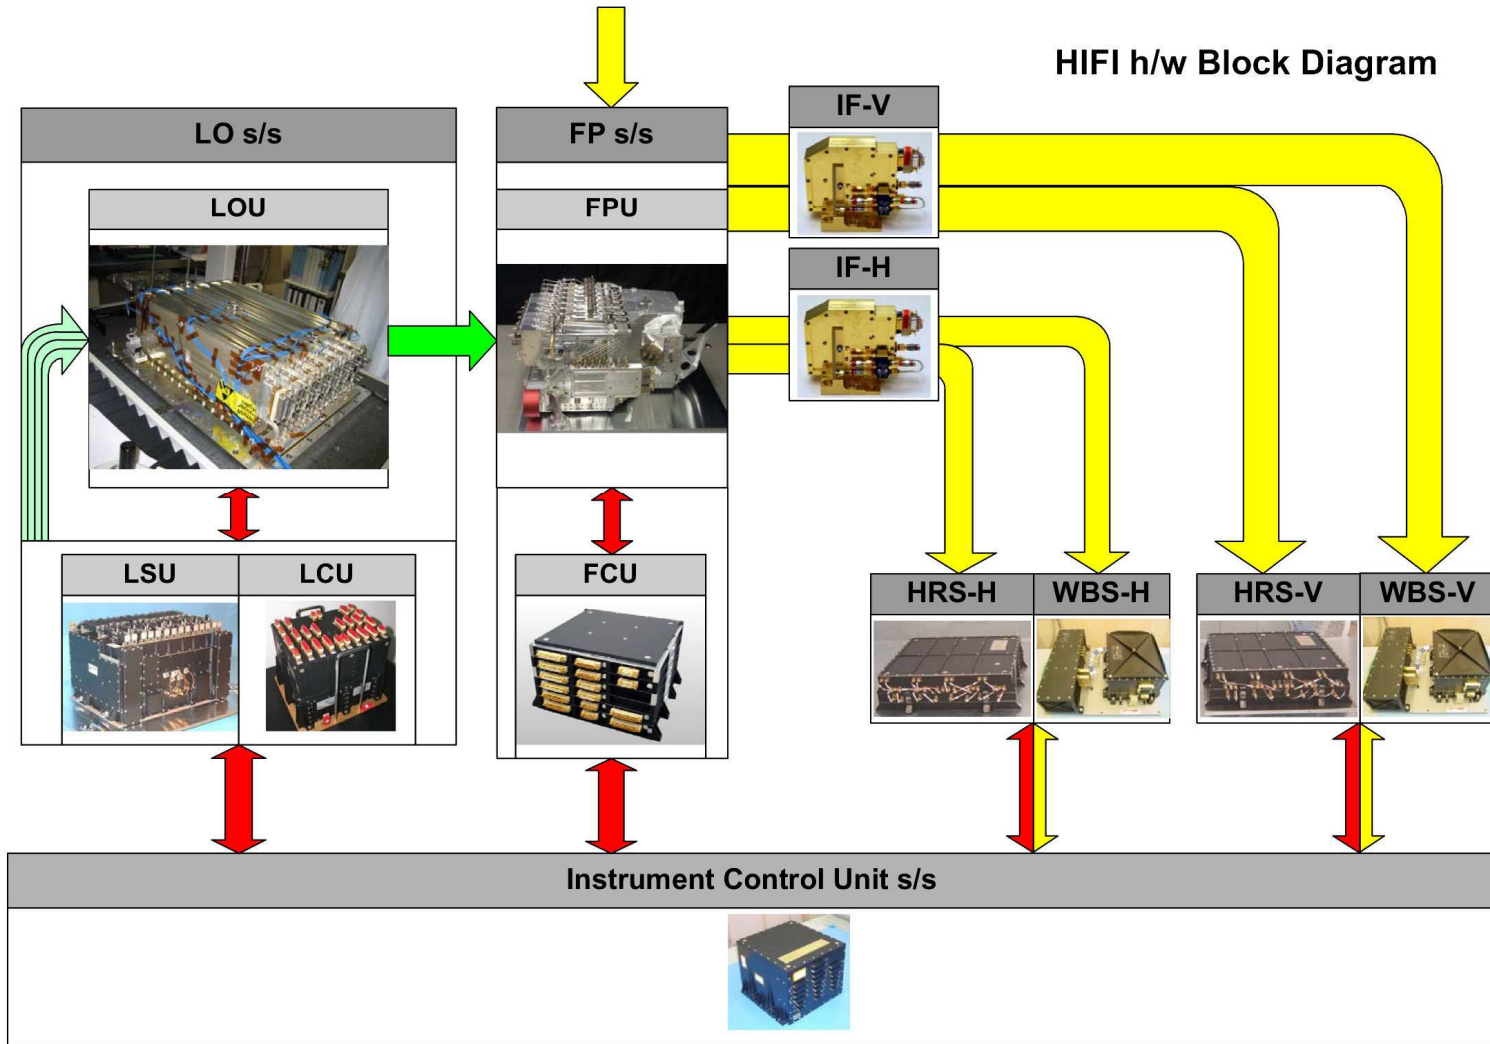 HIFI h/w Block Diagram
LO s/s
FP s/s
IF-V
LOU
FPU
IF-H
LSU
LCU
FCU
HRS-H
WBS-H
HRS-V
WBS-V
Instrument Control Unit s/s